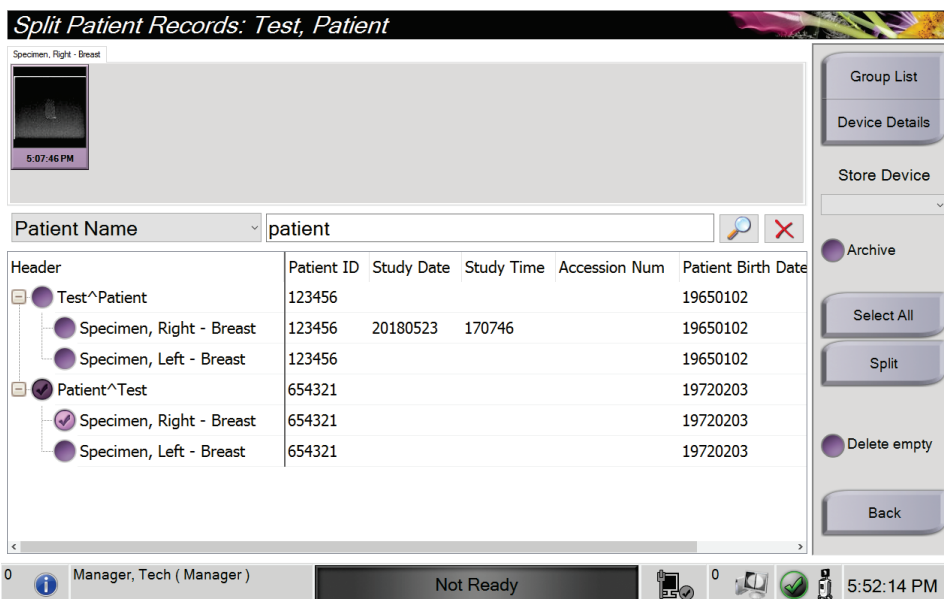 Split Patient Records: Test, Patient
Specimen, Right - Breast
5:07:46 PM
Group List
Device Details
Store Device
Archive
Select All
Split
Delete empty
Back
Patient Name patient
Header Patient ID Study Date Study Time Accession Num Patient Birth Date
Test^Patient 123456 19650102
Specimen, Right - Breast 123456 20180523 170746 19650102
Specimen, Left - Breast 123456 19650102
Patient^Test 654321 19720203
Specimen, Right - Breast 654321 19720203
Specimen, Left - Breast 654321 19720203
0 Manager, Tech ( Manager ) Not Ready 0 5:52:14 PM